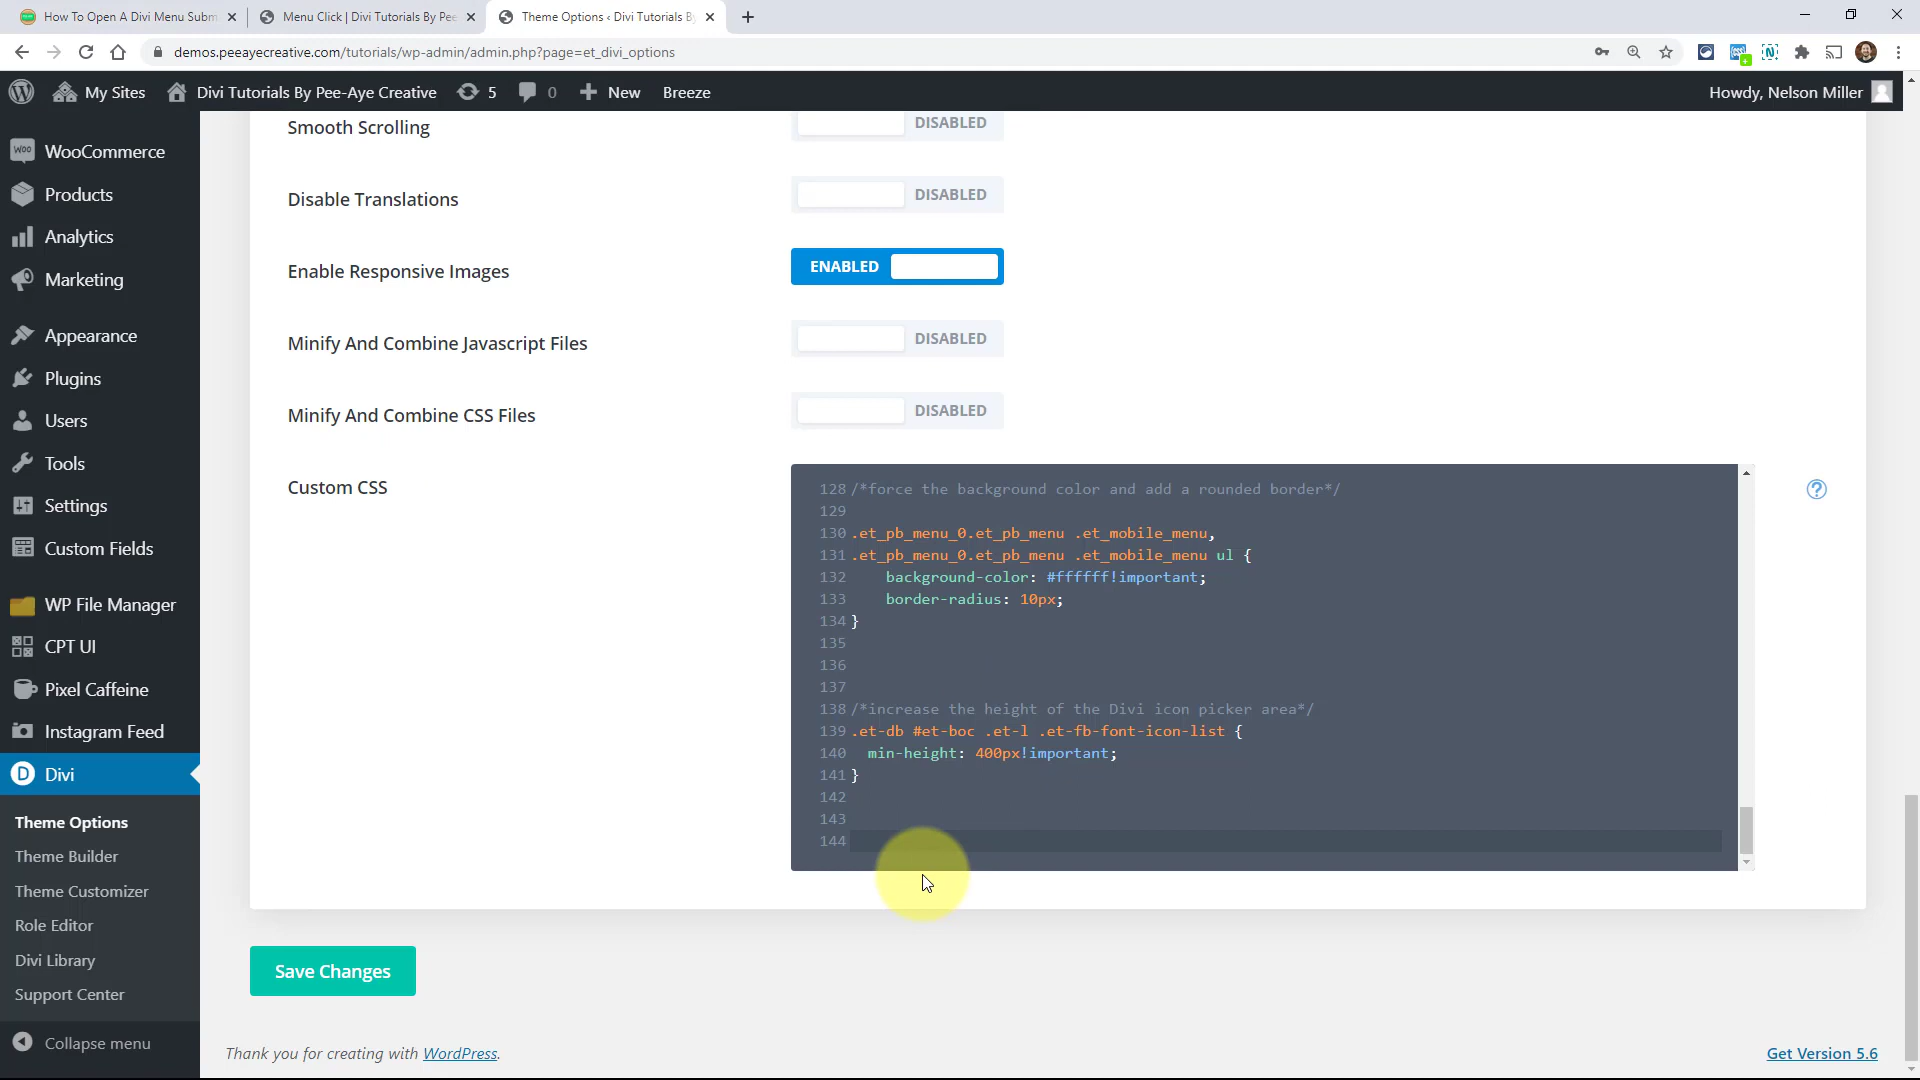 How To Open A Divi Menu Subm
Menu Click | Divi Tutorials By Pee
Theme Options ‹ Divi Tutorials B
demos.peeayecreative.com/tutorials/wp-admin/admin.php?page=et_divi_options
My Sites
Divi Tutorials By Pee-Aye Creative
5
0
New
Breeze
Howdy, Nelson Miller
WooCommerce
Products
Analytics
Marketing
Appearance
Plugins
Users
Tools
Settings
Custom Fields
WP File Manager
CPT UI
Pixel Caffeine
Instagram Feed
Divi
Theme Options
Theme Builder
Theme Customizer
Role Editor
Divi Library
Support Center
Collapse menu
Smooth Scrolling
DISABLED
Disable Translations
DISABLED
Enable Responsive Images
ENABLED
Minify And Combine Javascript Files
DISABLED
Minify And Combine CSS Files
DISABLED
Custom CSS
128 /*force the background color and add a rounded border*/
129
130 .et_pb_menu_0.et_pb_menu .et_mobile_menu,
131 .et_pb_menu_0.et_pb_menu .et_mobile_menu ul {
132 background-color: #ffffff!important;
133 border-radius: 10px;
134 }
135
136
137
138 /*increase the height of the Divi icon picker area*/
139 .et-db #et-boc .et-l .et-fb-font-icon-list {
140 min-height: 400px!important;
141 }
142
143
144
Save Changes
Thank you for creating with WordPress.
Get Version 5.6